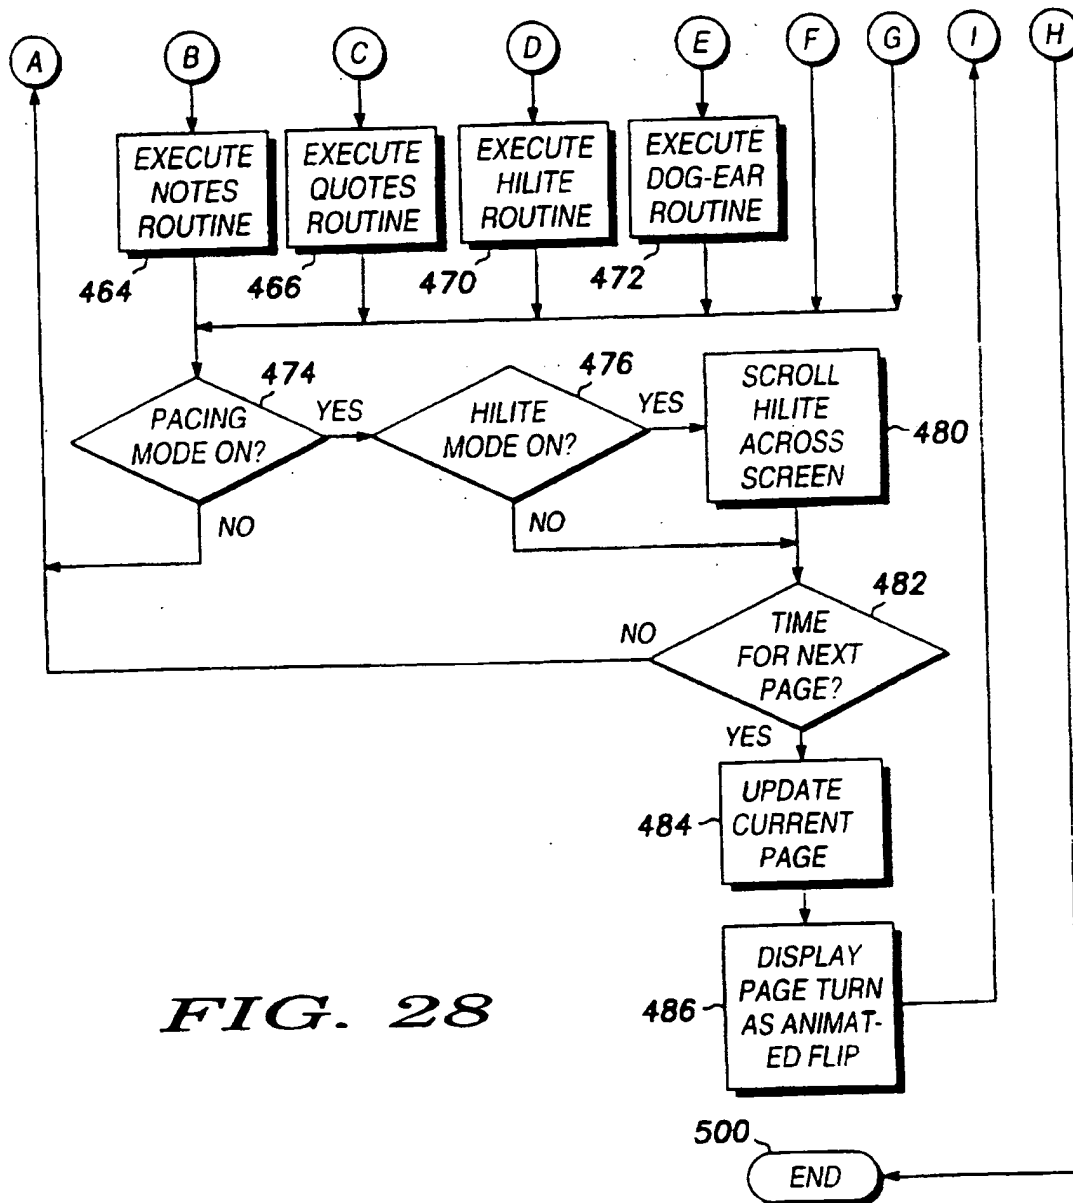 A
B
C
D
E
F
G
I
H
EXECUTE
NOTES
ROUTINE
EXECUTE
QUOTES
ROUTINE
EXECUTE
HILITE
ROUTINE
EXECUTE
DOG-EAR
ROUTINE
464
466
470
472
474
PACING
MODE ON?
YES
NO
476
HILITE
MODE ON?
YES
NO
SCROLL
HILITE
ACROSS
SCREEN
480
482
TIME
FOR NEXT
PAGE?
NO
YES
484
UPDATE
CURRENT
PAGE
486
DISPLAY
PAGE TURN
AS ANIMAT-
ED FLIP
FIG. 28
500
END